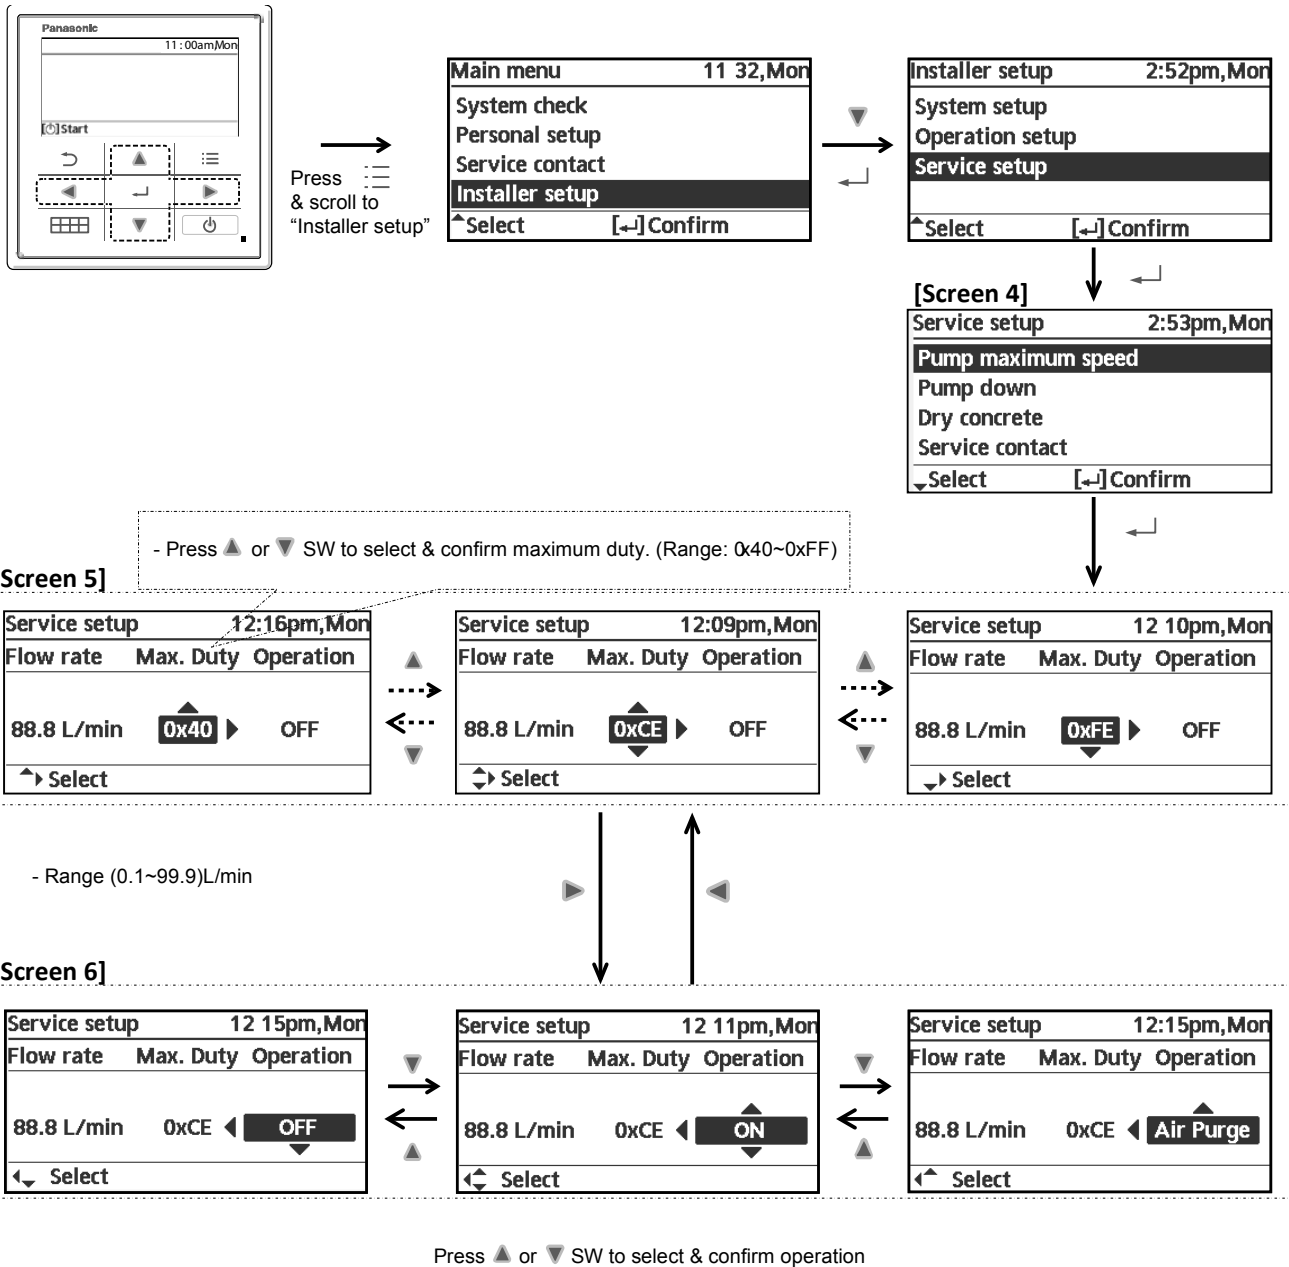 Panasonic
11:00am,Mon
[⏻]Start
Press
& scroll to
“Installer setup”
Main menu 11 32,Mon
System check
Personal setup
Service contact
Installer setup
Select [↵]Confirm
Installer setup 2:52pm,Mon
System setup
Operation setup
Service setup
Select [↵]Confirm
[Screen 4]
Service setup 2:53pm,Mon
Pump maximum speed
Pump down
Dry concrete
Service contact
Select [↵]Confirm
- Press ▲ or ▼ SW to select & confirm maximum duty. (Range: 0x40~0xFF)
Screen 5]
Service setup 12:16pm,Mon
Flow rate Max. Duty Operation
88.8 L/min 0x40 OFF
Select
Service setup 12:09pm,Mon
Flow rate Max. Duty Operation
88.8 L/min 0xCE OFF
Select
Service setup 12 10pm,Mon
Flow rate Max. Duty Operation
88.8 L/min 0xFE OFF
Select
- Range (0.1~99.9)L/min
Screen 6]
Service setup 12 15pm,Mon
Flow rate Max. Duty Operation
88.8 L/min 0xCE OFF
Select
Service setup 12 11pm,Mon
Flow rate Max. Duty Operation
88.8 L/min 0xCE ON
Select
Service setup 12:15pm,Mon
Flow rate Max. Duty Operation
88.8 L/min 0xCE Air Purge
Select
Press ▲ or ▼ SW to select & confirm operation